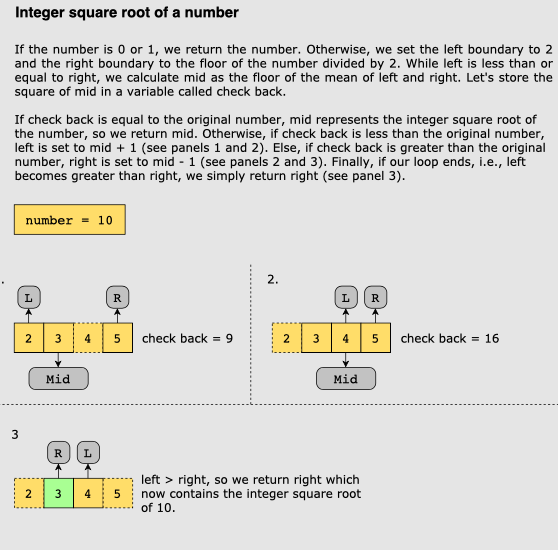 Integer square root of a number
If the number is 0 or 1, we return the number. Otherwise, we set the left boundary to 2
and the right boundary to the floor of the number divided by 2. While left is less than or
equal to right, we calculate mid as the floor of the mean of left and right. Let's store the
square of mid in a variable called check back.
If check back is equal to the original number, mid represents the integer square root of
the number, so we return mid. Otherwise, if check back is less than the original number,
left is set to mid + 1 (see panels 1 and 2). Else, if check back is greater than the original
number, right is set to mid - 1 (see panels 2 and 3). Finally, if our loop ends, i.e., left
becomes greater than right, we simply return right (see panel 3).
number = 10
.
L R
2 3 4 5 check back = 9
Mid
2.
L R
2 3 4 5 check back = 16
Mid
3
R L
2 3 4 5
left > right, so we return right which
now contains the integer square root
of 10.